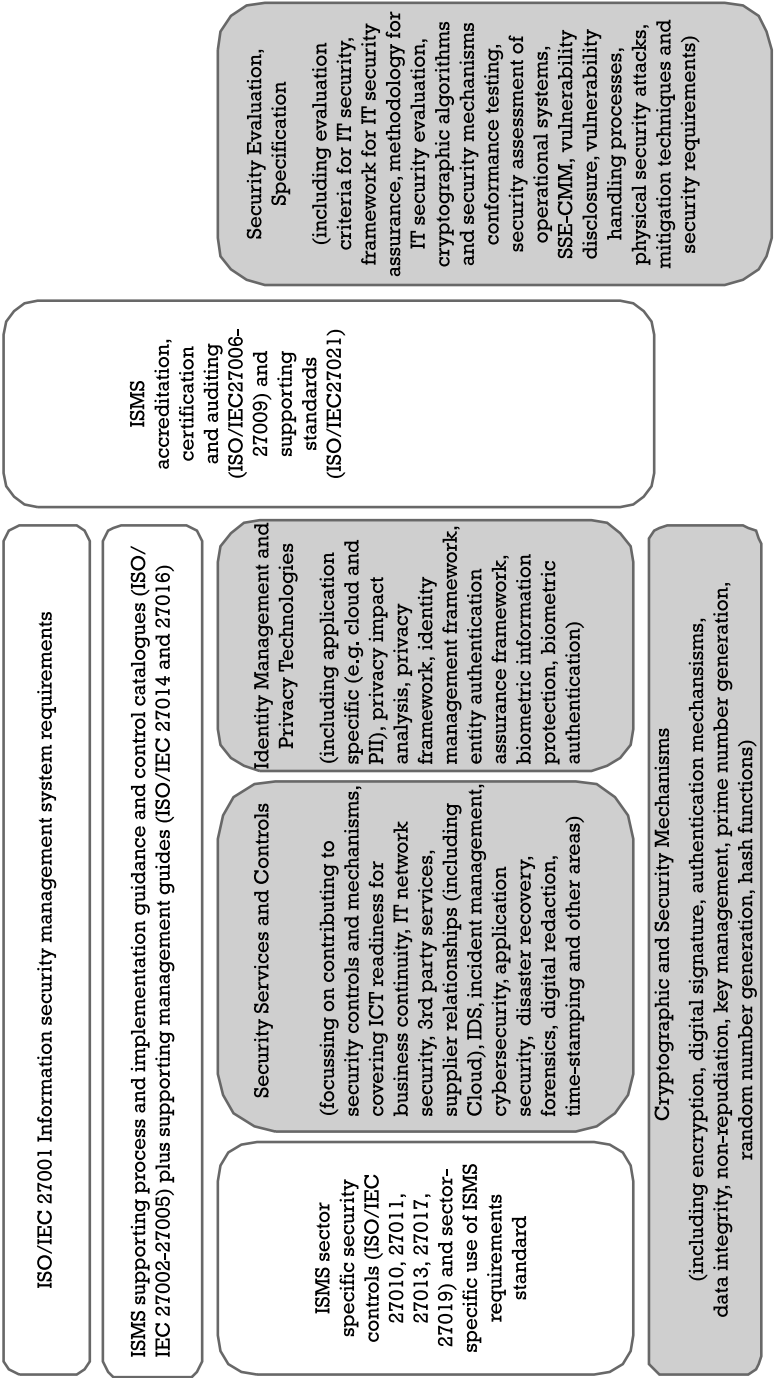 ISO/IEC 27001 Information security management system requirements
ISMS supporting process and implementation guidance and control catalogues (ISO/
IEC 27002–27005) plus supporting management guides (ISO/IEC 27014 and 27016)
ISMS sector
specific security
controls (ISO/IEC
27010, 27011,
27013, 27017,
27019) and sector-
specific use of ISMS
requirements
standard
Security Services and Controls
(focussing on contributing to
security controls and mechanisms,
covering ICT readiness for
business continuity, IT network
security, 3rd party services,
supplier relationships (including
Cloud), IDS, incident management,
cybersecurity, application
security, disaster recovery,
forensics, digital redaction,
time-stamping and other areas)
Identity Management and
Privacy Technologies
(including application
specific (e.g. cloud and
PII), privacy impact
analysis, privacy
framework, identity
management framework,
entity authentication
assurance framework,
biometric information
protection, biometric
authentication)
Cryptographic and Security Mechanisms
(including encryption, digital signature, authentication mechansisms,
data integrity, non-repudiation, key management, prime number generation,
random number generation, hash functions)
ISMS
accreditation,
certification
and auditing
(ISO/IEC27006–
27009) and
supporting
standards
(ISO/IEC27021)
Security Evaluation,
Specification
(including evaluation
criteria for IT security,
framework for IT security
assurance, methodology for
IT security evaluation,
cryptographic algorithms
and security mechanisms
conformance testing,
security assessment of
operational systems,
SSE-CMM, vulnerability
disclosure, vulnerability
handling processes,
physical security attacks,
mitigation techniques and
security requirements)